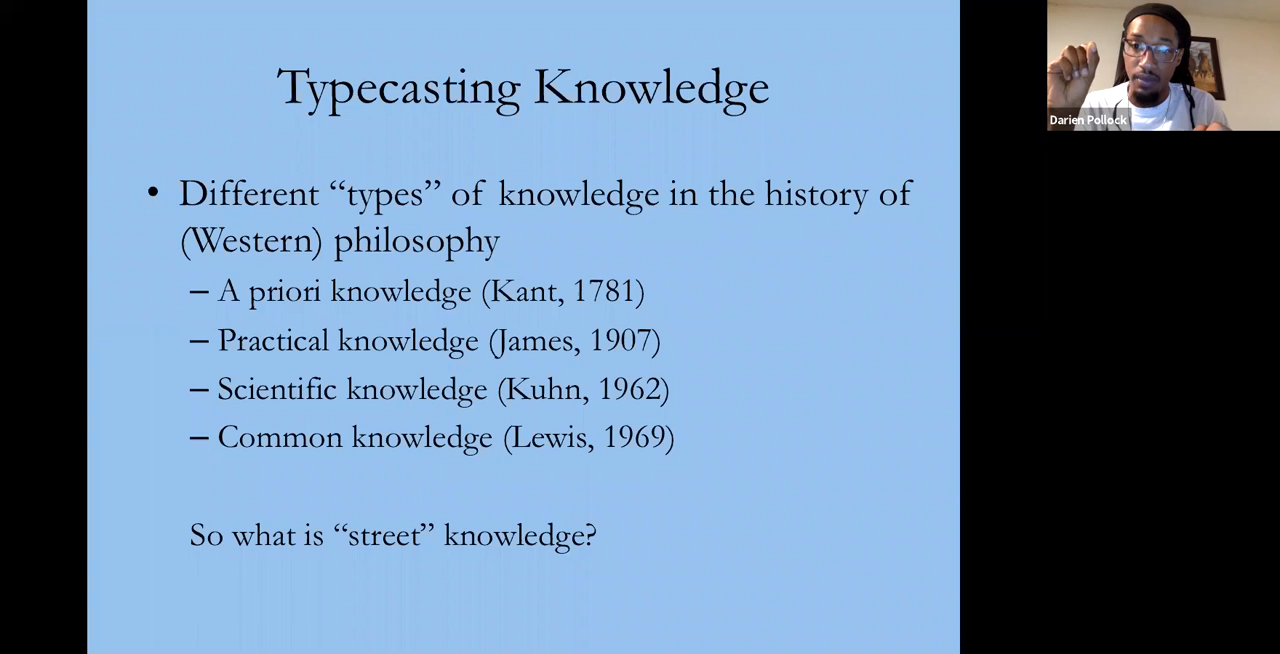 Typecasting Knowledge
• Different “types” of knowledge in the history of
(Western) philosophy
– A priori knowledge (Kant, 1781)
– Practical knowledge (James, 1907)
– Scientific knowledge (Kuhn, 1962)
– Common knowledge (Lewis, 1969)
So what is “street” knowledge?
Darien Pollock